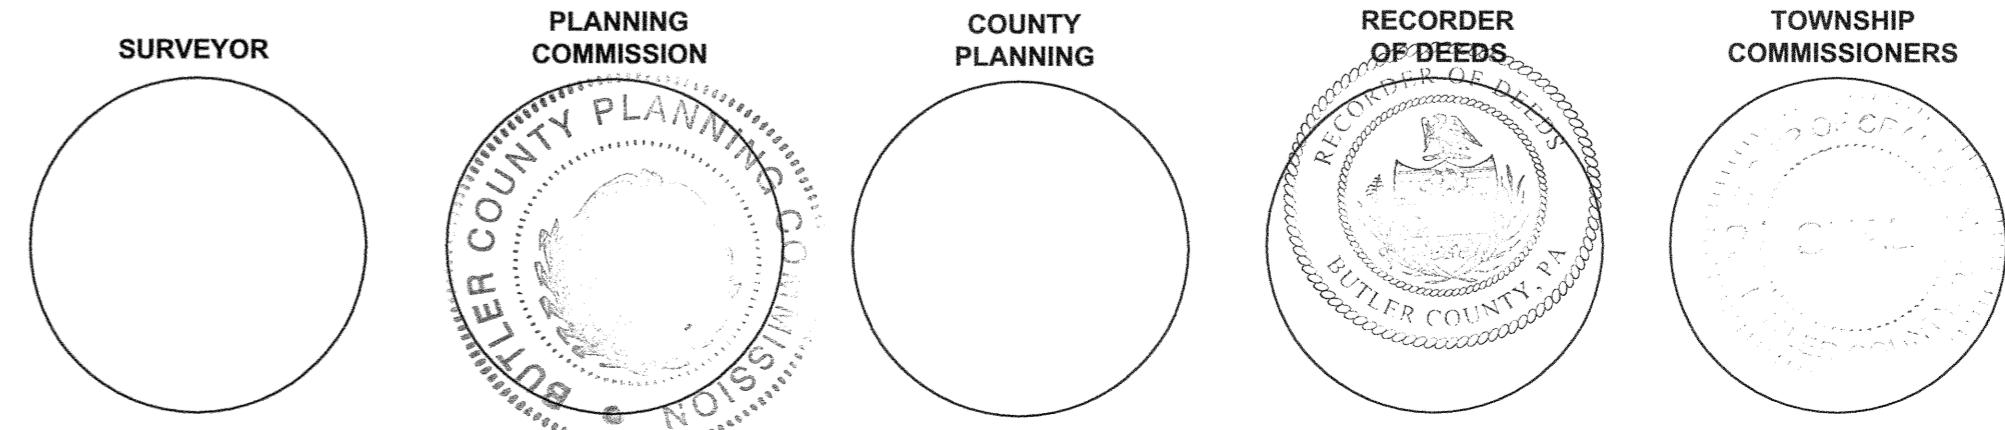 SURVEYOR
PLANNING
COMMISSION
BUTLER COUNTY PLANNING COMMISSION
COUNTY
PLANNING
RECORDER
OF DEEDS
RECORDER OF DEEDS
BUTLER COUNTY, PA
TOWNSHIP
COMMISSIONERS